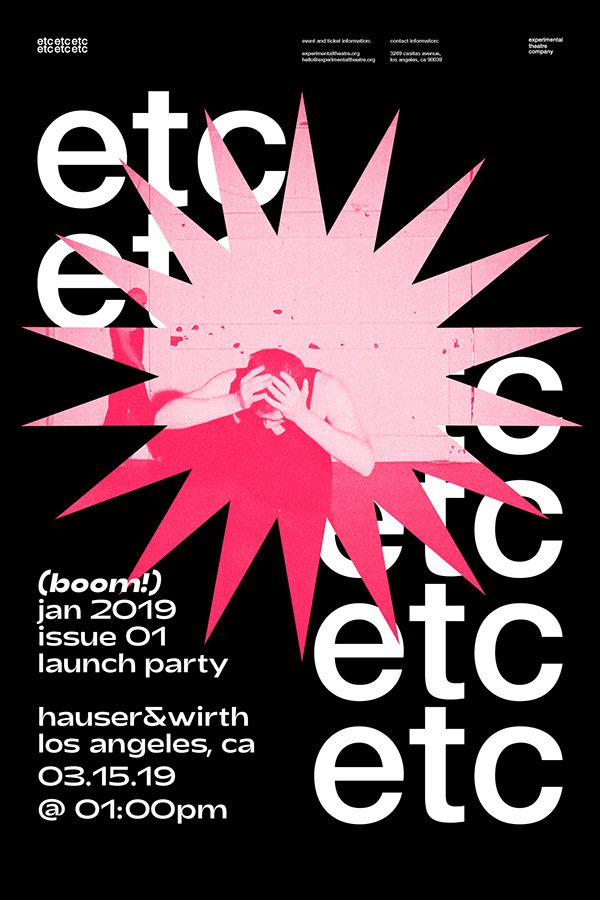 etcetcetc
etcetcetc
event and ticket information:
experimentaltheatre.org
hello@experimentaltheatre.org
contact information:
3269 casitas avenue,
los angeles, ca 90039
experimental
theatre
company
etc
etc
etc
etc
etc
etc
(boom!)
jan 2019
issue 01
launch party
hauser&wirth
los angeles, ca
03.15.19
@ 01:00pm